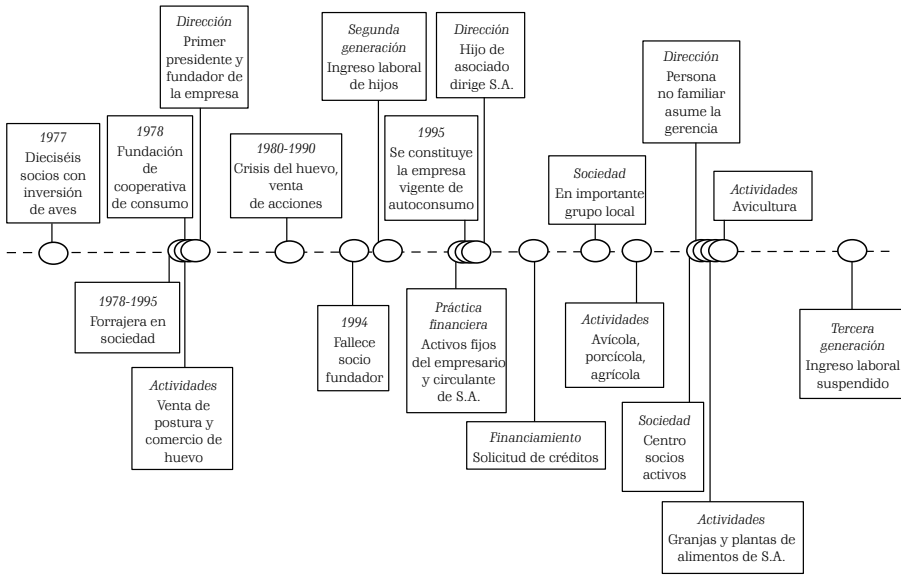 Dirección
Primer
presidente y
fundador de
la empresa
Segunda
generación
Ingreso laboral
de hijos
Dirección
Hijo de
asociado
dirige S.A.
Dirección
Persona
no familiar
asume la
gerencia
1977
Dieciséis
socios con
inversión
de aves
1978
Fundación
de
cooperativa
de consumo
1980-1990
Crisis del huevo,
venta
de acciones
1995
Se constituye
la empresa
vigente de
autoconsumo
Sociedad
En importante
grupo local
Actividades
Avicultura
1978-1995
Forrajera en
sociedad
Actividades
Venta de
postura y
comercio de
huevo
1994
Fallece
socio
fundador
Práctica
financiera
Activos fijos
del empresario
y circulante
de S.A.
Financiamiento
Solicitud de créditos
Actividades
Avícola,
porcícola,
agrícola
Sociedad
Centro
socios
activos
Actividades
Granjas y plantas de
alimentos de S.A.
Tercera
generación
Ingreso laboral
suspendido